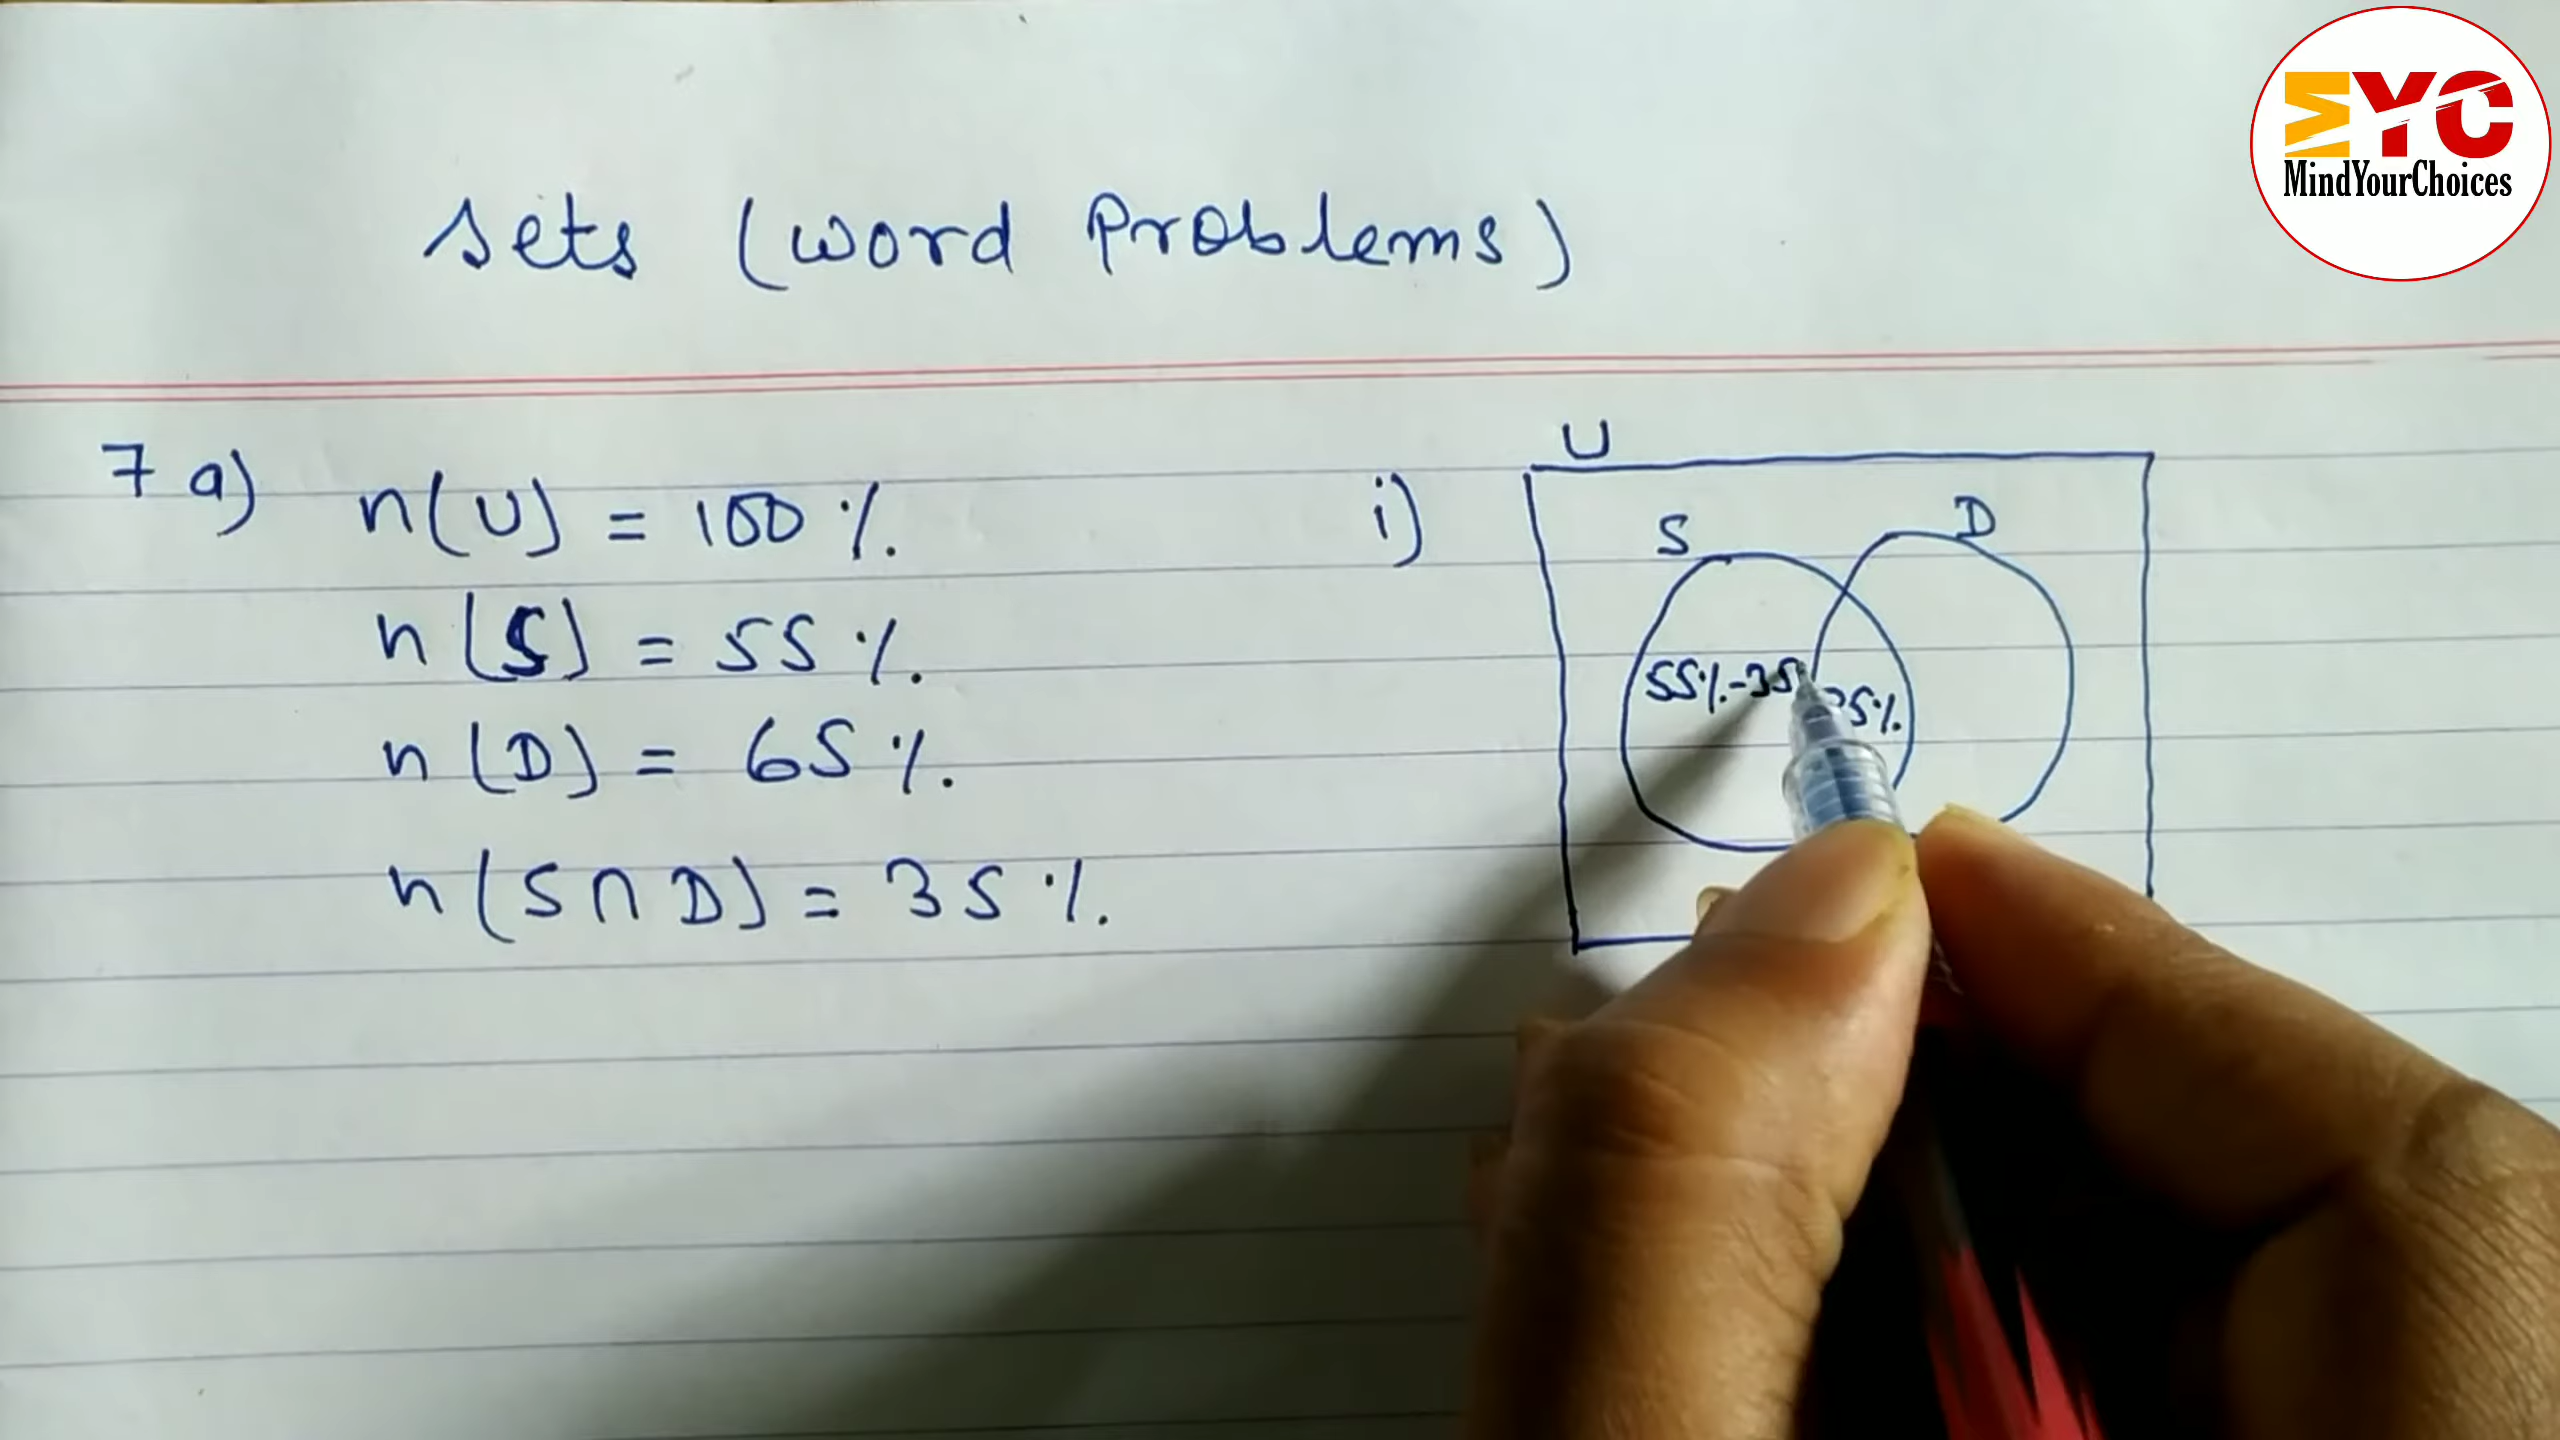 MYC
MindYourChoices
Sets (Word Problems)
7 a) n(U) = 100 %.
n(S) = 55 %.
n(D) = 65 %.
n(S∩D) = 35 %.
i)
U
S D
55%-35 35%